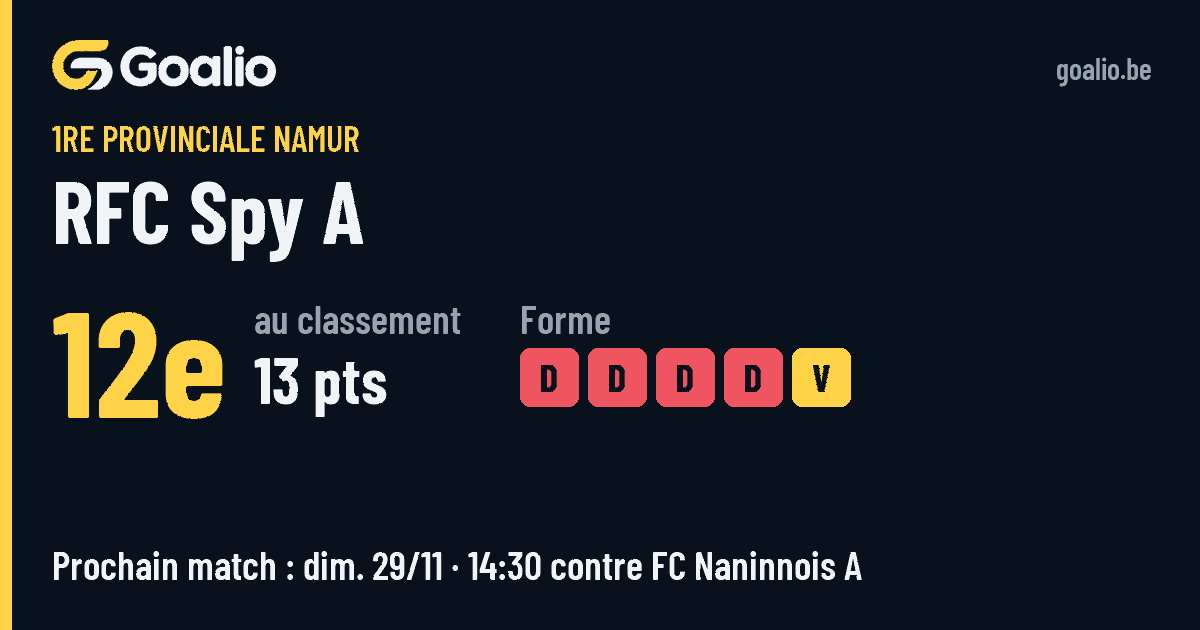 Goalio
goalio.be
1RE PROVINCIALE NAMUR
RFC Spy A
12e
au classement
13 pts
Forme
D D D D V
Prochain match : dim. 29/11 · 14:30 contre FC Naninnois A